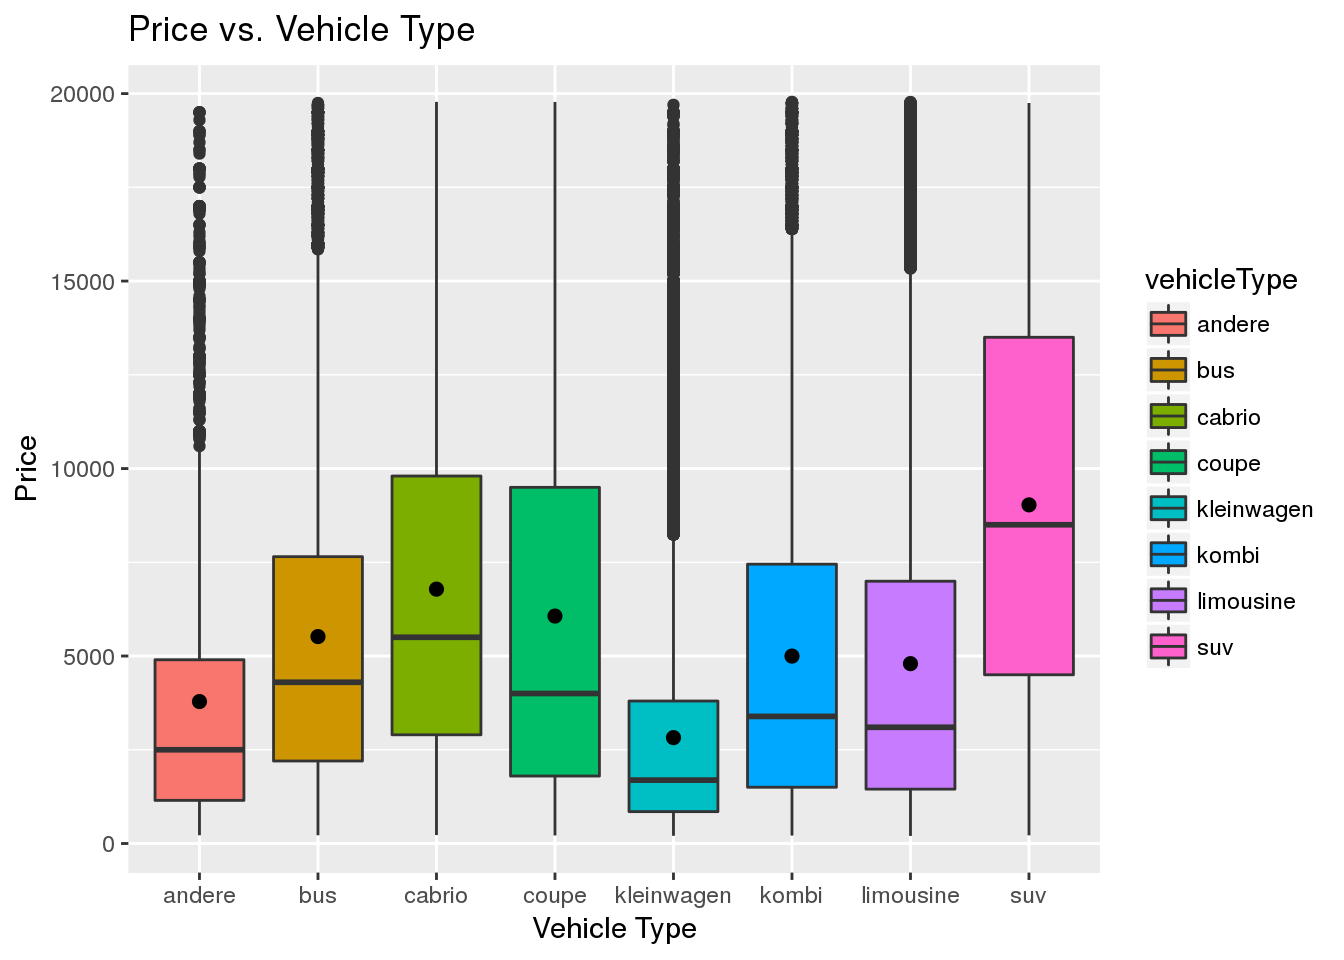 Price vs. Vehicle Type
Price
20000
15000
10000
5000
0
andere bus cabrio coupe kleinwagen kombi limousine suv
Vehicle Type
vehicleType
andere
bus
cabrio
coupe
kleinwagen
kombi
limousine
suv